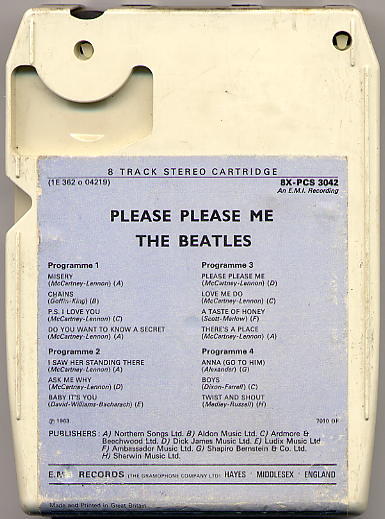 8 TRACK STEREO CARTRIDGE
(1E 362 o 04219) 8X-PCS 3042
An E.M.I. Recording
PLEASE PLEASE ME
THE BEATLES
Programme 1
MISERY
(McCartney-Lennon) (A)
CHAINS
(Goffin-King) (B)
P.S. I LOVE YOU
(McCartney-Lennon) (C)
DO YOU WANT TO KNOW A SECRET
(McCartney-Lennon) (A)
Programme 2
I SAW HER STANDING THERE
(McCartney-Lennon) (A)
ASK ME WHY
(McCartney-Lennon) (D)
BABY IT'S YOU
(David-Williams-Bacharach) (E)
Programme 3
PLEASE PLEASE ME
(McCartney-Lennon) (D)
LOVE ME DO
(McCartney-Lennon) (C)
A TASTE OF HONEY
(Scott-Marlow) (F)
THERE'S A PLACE
(McCartney-Lennon) (A)
Programme 4
ANNA (GO TO HIM)
(Alexander) (G)
BOYS
(Dixon-Farrell) (C)
TWIST AND SHOUT
(Medley-Russell) (H)
℗ 1963 7010 GF
PUBLISHERS: A) Northern Songs Ltd. B) Aldon Music Ltd. C) Ardmore &
Beechwood Ltd. D) Dick James Music Ltd. E) Ludix Music Ltd
F) Ambassador Music Ltd. G) Shapiro Bernstein & Co. Ltd.
H) Sherwin Music Ltd.
E.M.I. RECORDS (THE GRAMOPHONE COMPANY LTD) HAYES · MIDDLESEX · ENGLAND
Made and Printed in Great Britain